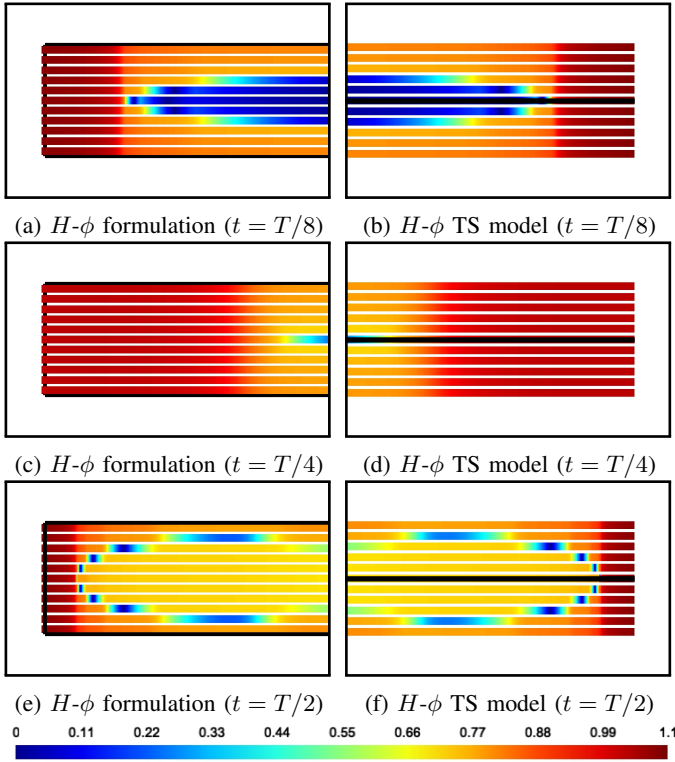 (a) H-ϕ formulation (t = T/8)
(b) H-ϕ TS model (t = T/8)
(c) H-ϕ formulation (t = T/4)
(d) H-ϕ TS model (t = T/4)
(e) H-ϕ formulation (t = T/2)
(f) H-ϕ TS model (t = T/2)
0 0.11 0.22 0.33 0.44 0.55 0.66 0.77 0.88 0.99 1.1